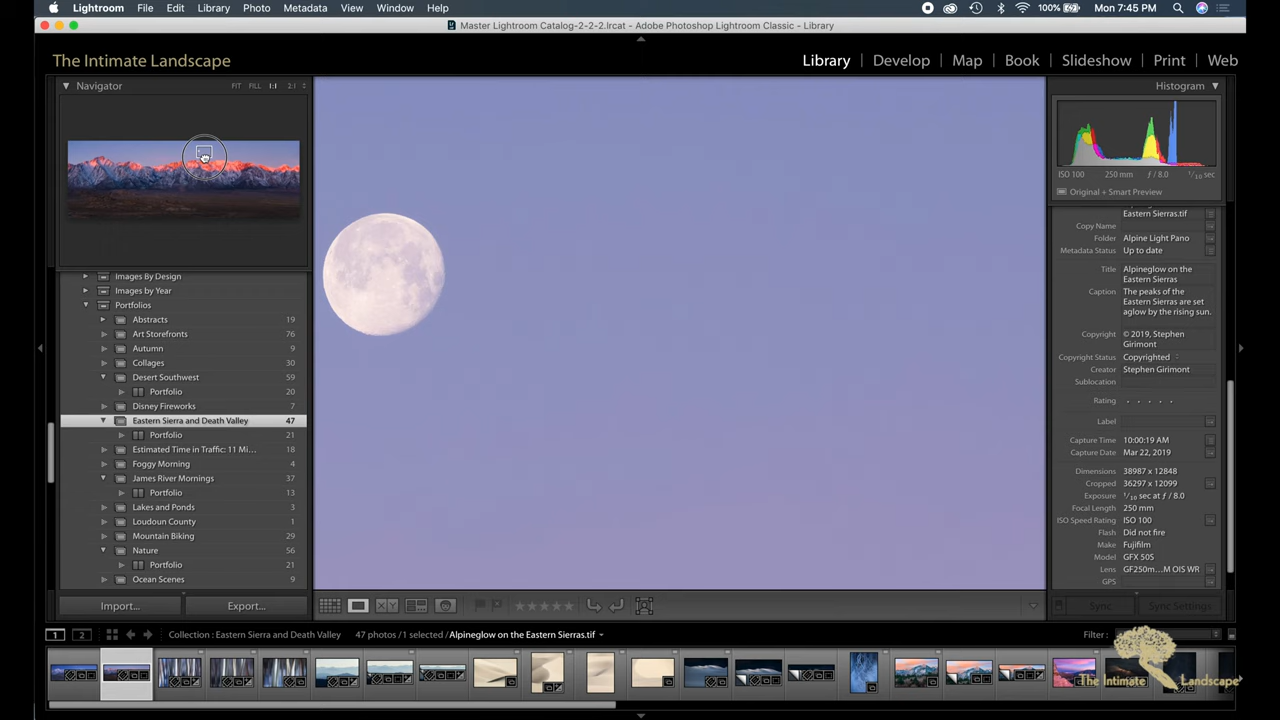 Lightroom File Edit Library Photo Metadata View Window Help 100% Mon 7:45 PM
Master Lightroom Catalog-2-2-2.lrcat - Adobe Photoshop Lightroom Classic - Library
The Intimate Landscape Library Develop Map Book Slideshow Print Web
Navigator FIT FILL 1:1 2:1
Histogram
ISO 100 250 mm ƒ / 8.0 ¹/₁₀ sec
Original + Smart Preview
Eastern Sierras.tif
Copy Name
Folder Alpine Light Pano
Metadata Status Up to date
Title Alpineglow on the
Eastern Sierras
Caption The peaks of the
Eastern Sierras are set
aglow by the rising sun.
Copyright © 2019, Stephen
Girimont
Copyright Status Copyrighted
Creator Stephen Girimont
Sublocation
Rating
Label
Capture Time 10:00:19 AM
Capture Date Mar 22, 2019
Dimensions 38987 x 12848
Cropped 36297 x 12099
Exposure ¹/₁₀ sec at ƒ / 8.0
Focal Length 250 mm
ISO Speed Rating ISO 100
Flash Did not fire
Make Fujifilm
Model GFX 50S
Lens GF250m...M OIS WR
GPS
Sync Sync Settings
Images By Design
Images by Year
Portfolios
Abstracts 19
Art Storefronts 76
Autumn 9
Collages 30
Desert Southwest 59
Portfolio 20
Disney Fireworks 7
Eastern Sierra and Death Valley 47
Portfolio 21
Estimated Time in Traffic: 11 Mi... 18
Foggy Morning 4
James River Mornings 37
Portfolio 13
Lakes and Ponds 3
Loudoun County 1
Mountain Biking 29
Nature 56
Portfolio 21
Ocean Scenes 9
Import... Export...
X Y
1 2 Collection : Eastern Sierra and Death Valley 47 photos / 1 selected / Alpineglow on the Eastern Sierras.tif Filter :
The Intimate Landscape